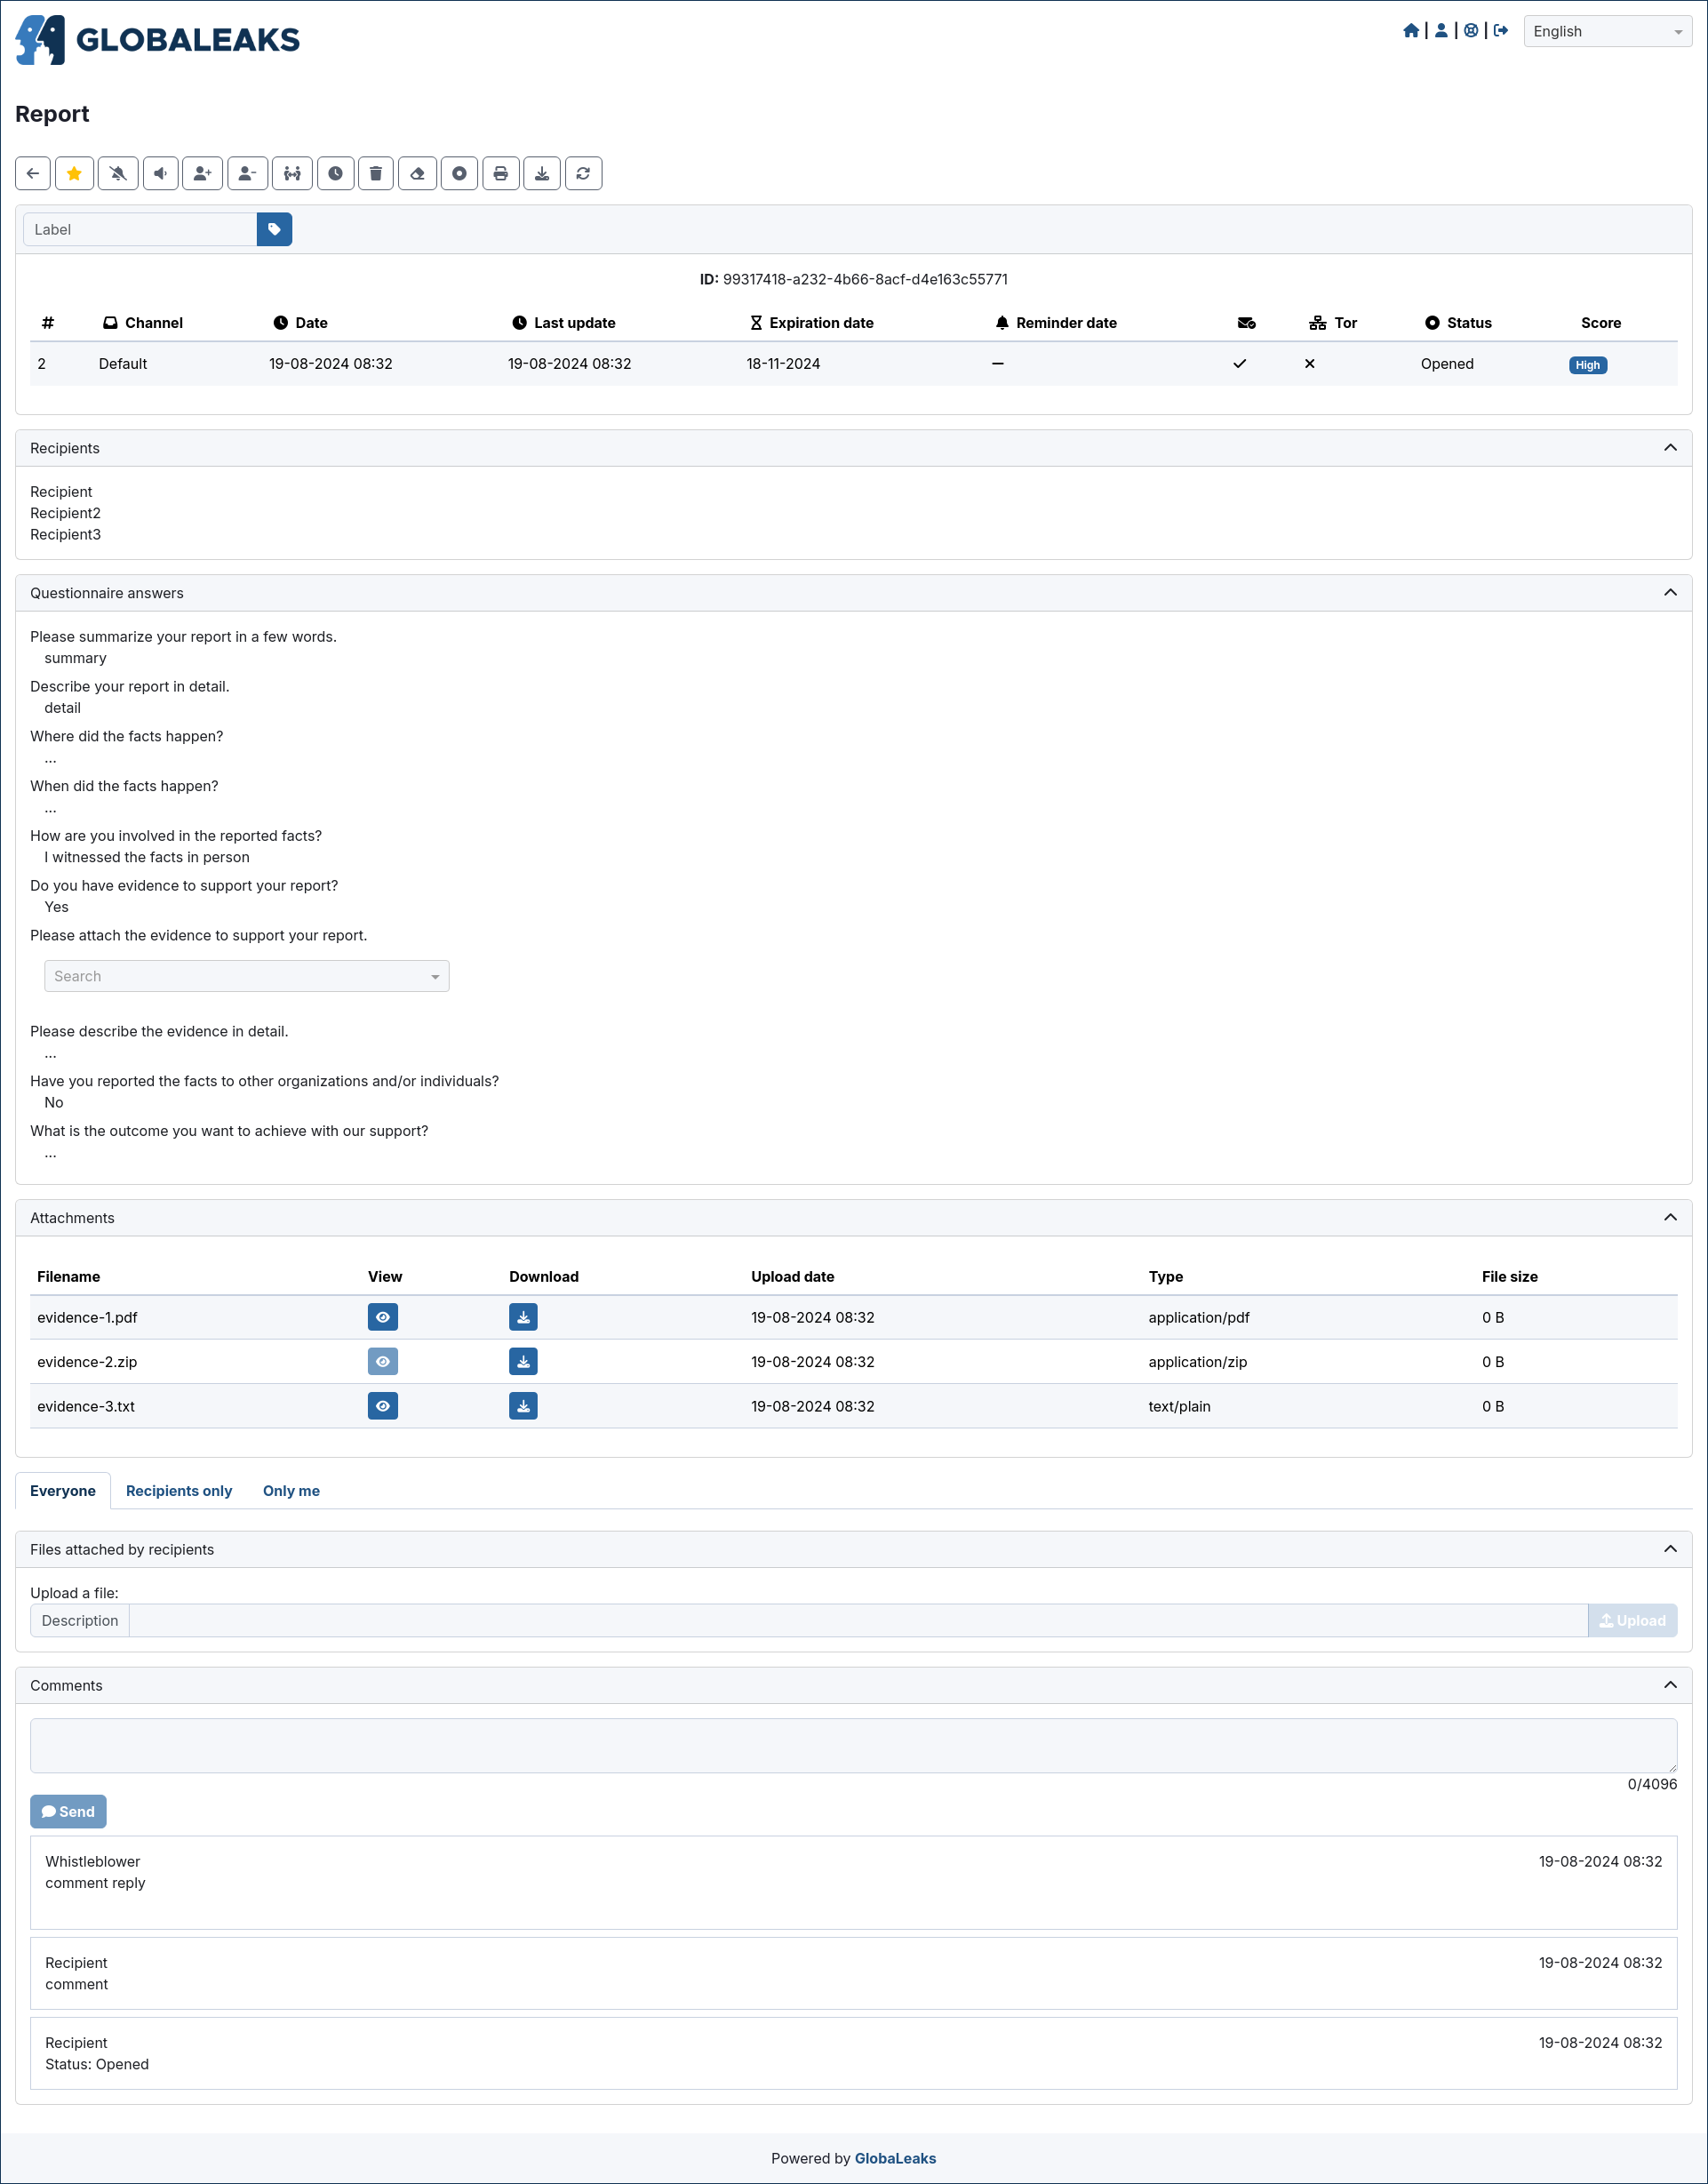 GLOBALEAKS
English
Report
Label
ID: 99317418-a232-4b66-8acf-d4e163c55771
# Channel Date Last update Expiration date Reminder date Tor Status Score
2 Default 19-08-2024 08:32 19-08-2024 08:32 18-11-2024 — Opened High
Recipients
Recipient
Recipient2
Recipient3
Questionnaire answers
Please summarize your report in a few words.
summary
Describe your report in detail.
detail
Where did the facts happen?
...
When did the facts happen?
...
How are you involved in the reported facts?
I witnessed the facts in person
Do you have evidence to support your report?
Yes
Please attach the evidence to support your report.
Search
Please describe the evidence in detail.
...
Have you reported the facts to other organizations and/or individuals?
No
What is the outcome you want to achieve with our support?
...
Attachments
Filename View Download Upload date Type File size
evidence-1.pdf 19-08-2024 08:32 application/pdf 0 B
evidence-2.zip 19-08-2024 08:32 application/zip 0 B
evidence-3.txt 19-08-2024 08:32 text/plain 0 B
Everyone Recipients only Only me
Files attached by recipients
Upload a file:
Description Upload
Comments
0/4096
Send
Whistleblower 19-08-2024 08:32
comment reply
Recipient 19-08-2024 08:32
comment
Recipient 19-08-2024 08:32
Status: Opened
Powered by GlobaLeaks